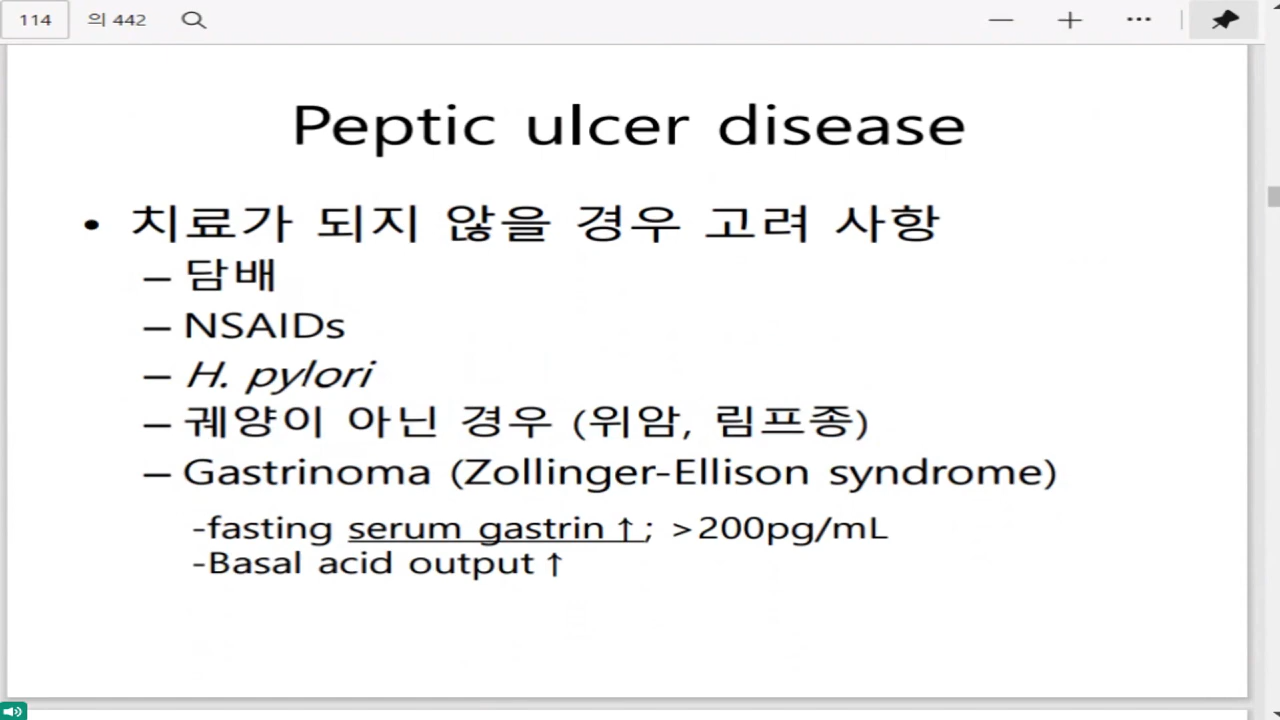 114 의 442
Peptic ulcer disease
• 치료가 되지 않을 경우 고려 사항
– 담배
– NSAIDs
– H. pylori
– 궤양이 아닌 경우 (위암, 림프종)
– Gastrinoma (Zollinger-Ellison syndrome)
-fasting serum gastrin↑; >200pg/mL
-Basal acid output↑